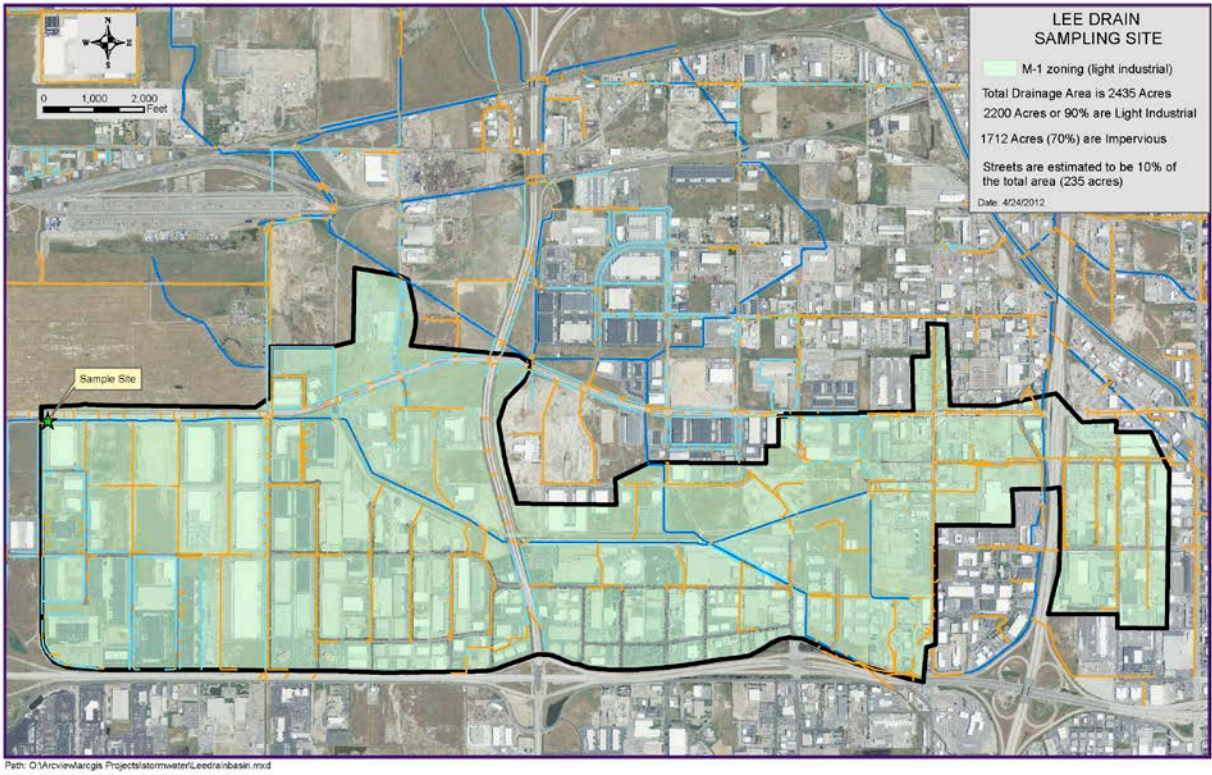 N
W E
S
0 1,000 2,000
Feet
LEE DRAIN
SAMPLING SITE
M-1 zoning (light industrial)
Total Drainage Area is 2435 Acres
2200 Acres or 90% are Light Industrial
1712 Acres (70%) are Impervious
Streets are estimated to be 10% of
the total area (235 acres)
Date: 4/24/2012
Sample Site
Path: O:\Arcview\arcgis Projects\stormwater\Leedrainbasin.mxd